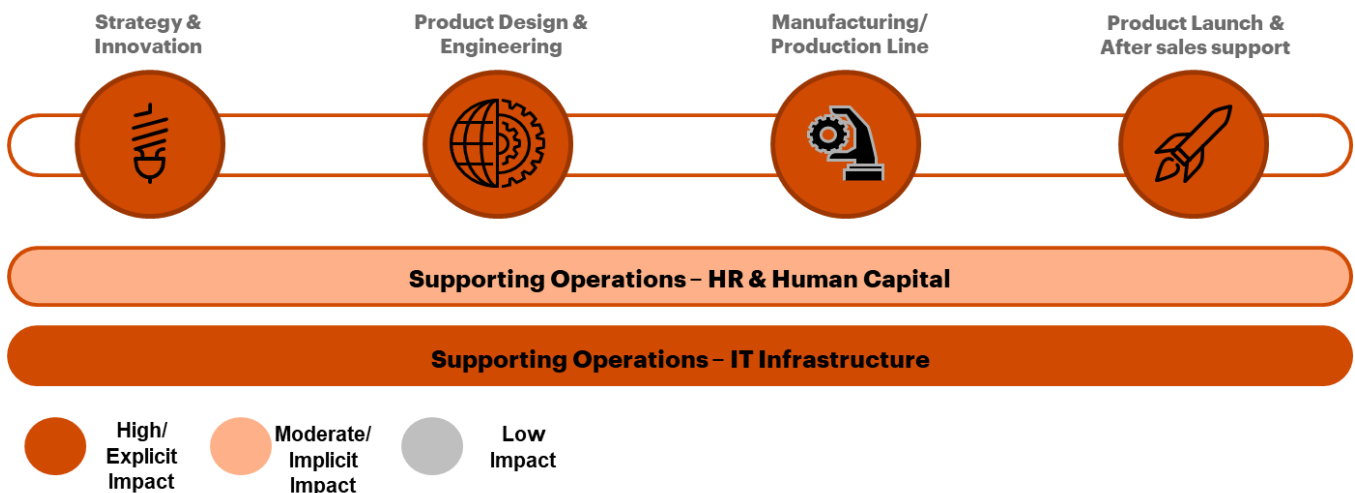 Strategy &
Innovation
Product Design &
Engineering
Manufacturing/
Production Line
Product Launch &
After sales support
Supporting Operations – HR & Human Capital
Supporting Operations – IT Infrastructure
High/
Explicit
Impact
Moderate/
Implicit
Impact
Low
Impact